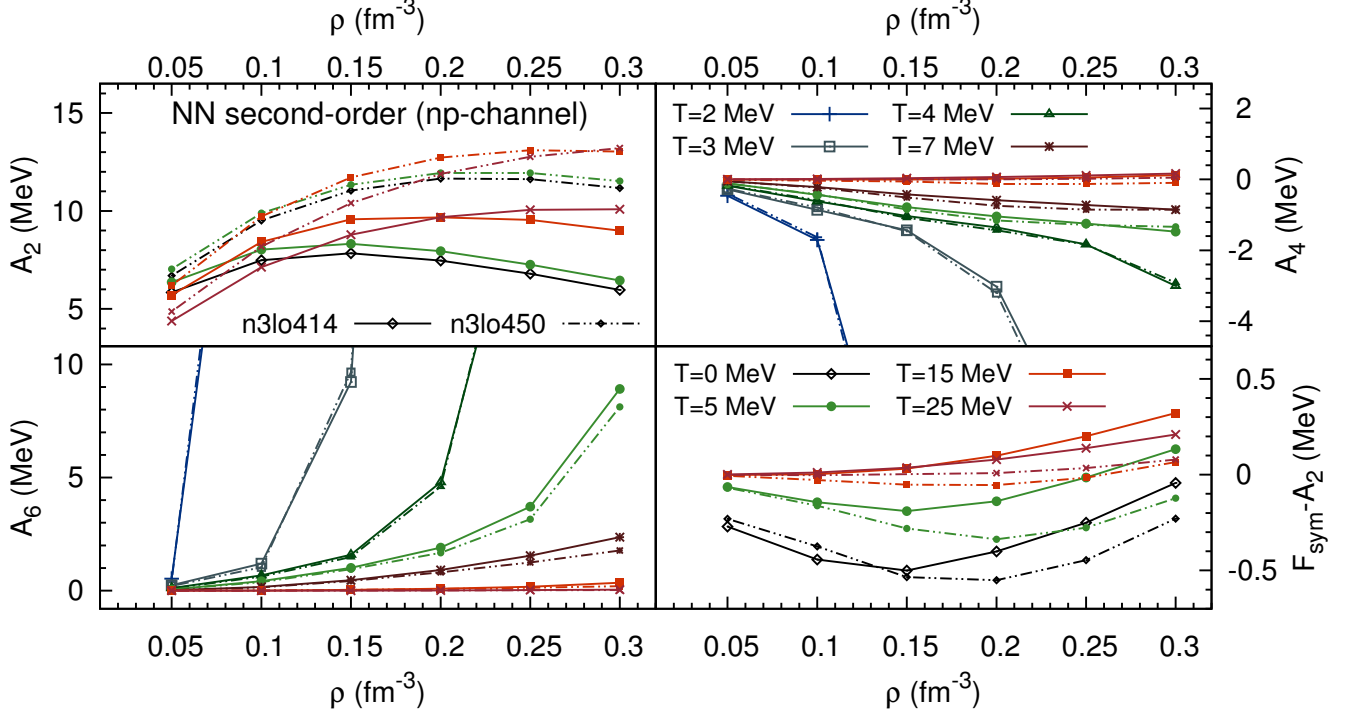 ρ (fm⁻³) ρ (fm⁻³)
0.05 0.1 0.15 0.2 0.25 0.3 0.05 0.1 0.15 0.2 0.25 0.3
A₂ (MeV)
15
10
5
NN second-order (np-channel)
n3lo414 n3lo450
T=2 MeV T=4 MeV
T=3 MeV T=7 MeV
2
0
-2
-4
A₄ (MeV)
A₆ (MeV)
10
5
0
T=0 MeV T=15 MeV
T=5 MeV T=25 MeV
0.5
0
-0.5
F_sym-A₂ (MeV)
0.05 0.1 0.15 0.2 0.25 0.3 0.05 0.1 0.15 0.2 0.25 0.3
ρ (fm⁻³) ρ (fm⁻³)